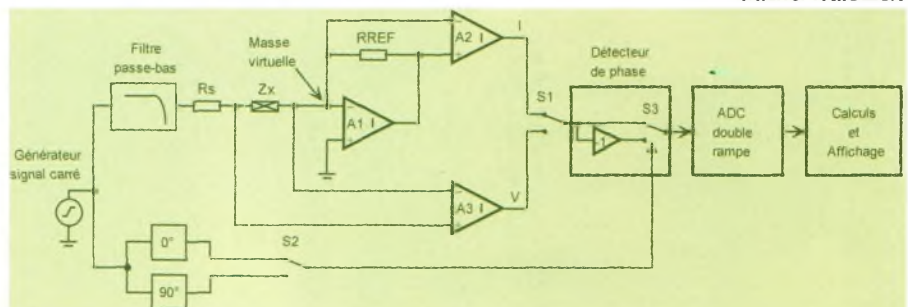 Filtre
passe-bas
Rs
Zx
Masse
virtuelle
RREF
A1
A2
I
A3
V
S1
Détecteur
de phase
-1
S3
ADC
double
rampe
Calculs
et
Affichage
Générateur
signal carré
0°
90°
S2